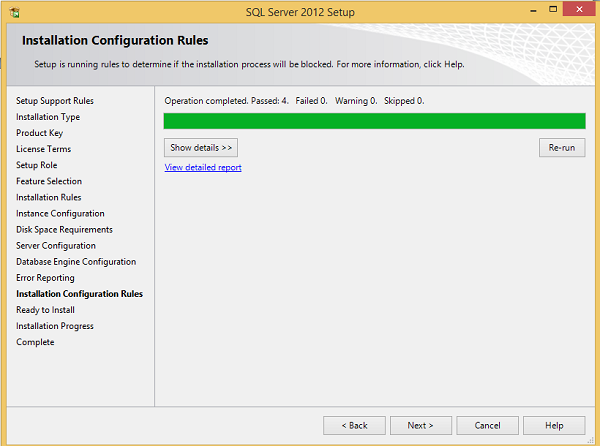 SQL Server 2012 Setup
Installation Configuration Rules
Setup is running rules to determine if the installation process will be blocked. For more information, click Help.
Setup Support Rules
Installation Type
Product Key
License Terms
Setup Role
Feature Selection
Installation Rules
Instance Configuration
Disk Space Requirements
Server Configuration
Database Engine Configuration
Error Reporting
Installation Configuration Rules
Ready to Install
Installation Progress
Complete
Operation completed. Passed: 4. Failed 0. Warning 0. Skipped 0.
Show details >>
Re-run
View detailed report
< Back
Next >
Cancel
Help